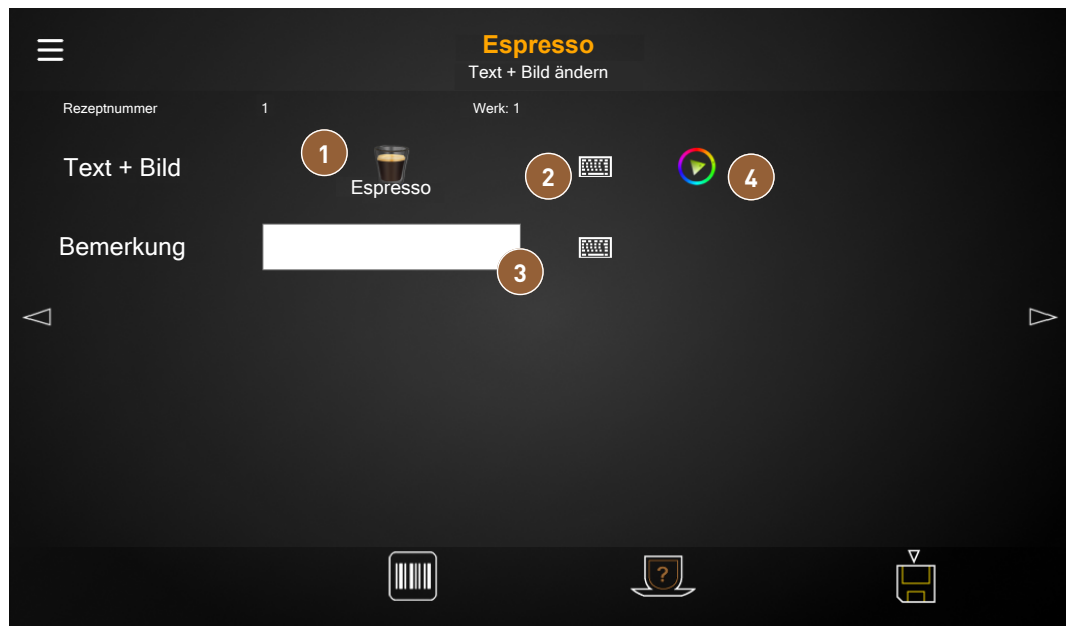 Espresso
Text + Bild ändern
Rezeptnummer 1 Werk: 1
Text + Bild 1 Espresso 2 4
Bemerkung 3
?